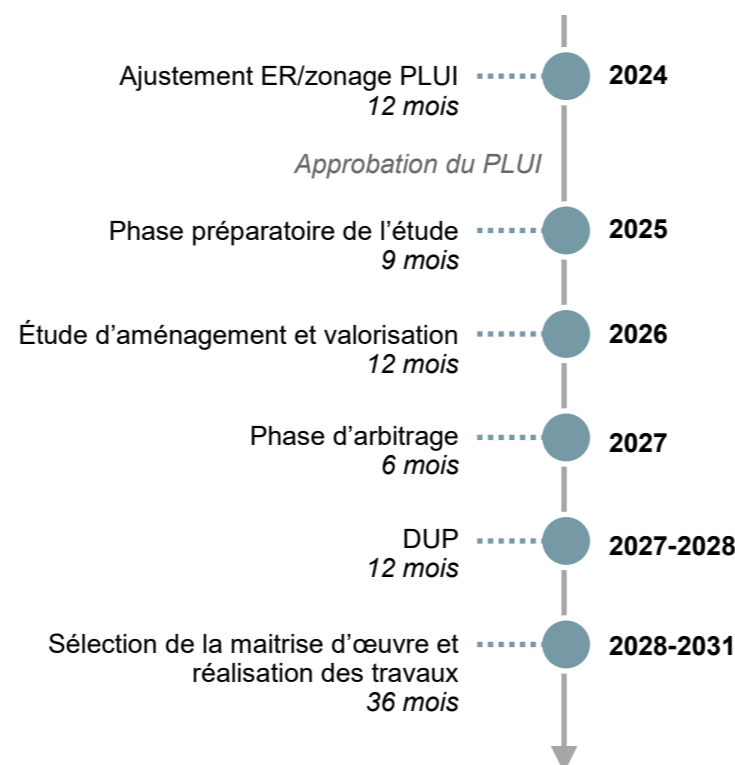 Ajustement ER/zonage PLUI
2024
12 mois
Approbation du PLUI
Phase préparatoire de l’étude
2025
9 mois
Étude d’aménagement et valorisation
2026
12 mois
Phase d’arbitrage
2027
6 mois
DUP
2027-2028
12 mois
Sélection de la maitrise d’œuvre et
2028-2031
réalisation des travaux
36 mois